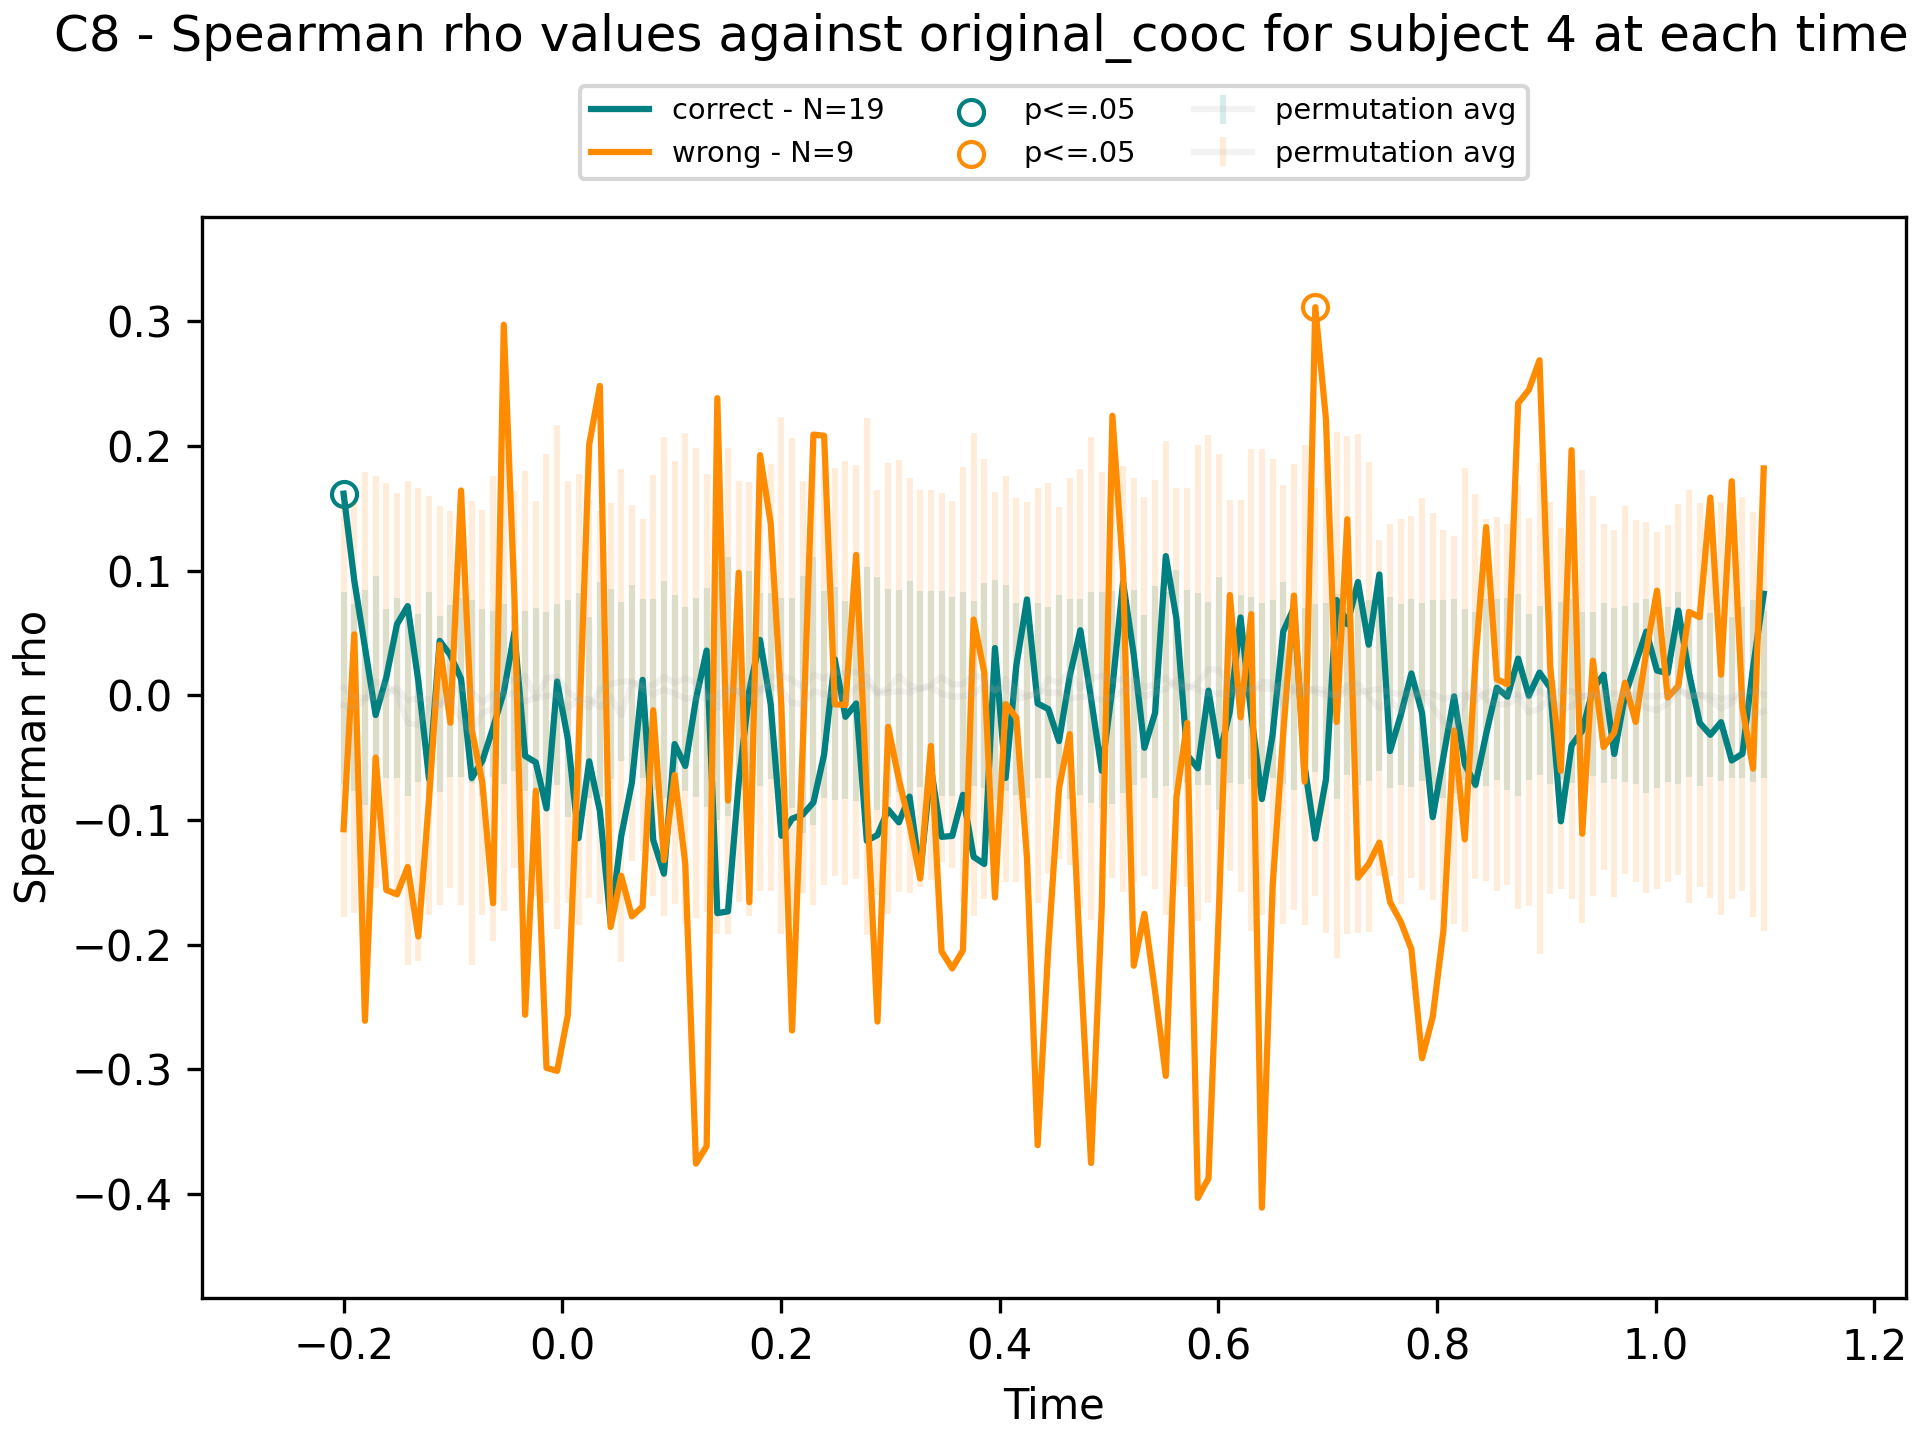 C8 - Spearman rho values against original_cooc for subject 4 at each time
correct - N=19 p<=.05 permutation avg
wrong - N=9 p<=.05 permutation avg
0.3
0.2
0.1
0.0
−0.1
−0.2
−0.3
−0.4
Spearman rho
−0.2 0.0 0.2 0.4 0.6 0.8 1.0 1.2
Time